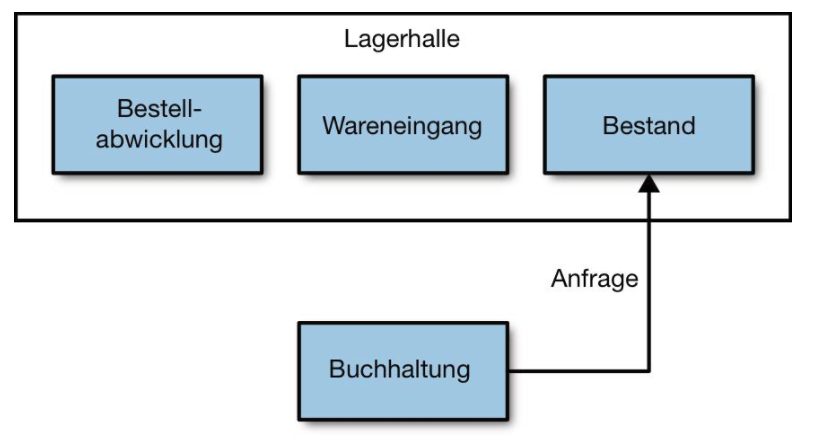 Lagerhalle
Bestell-
abwicklung
Wareneingang
Bestand
Anfrage
Buchhaltung